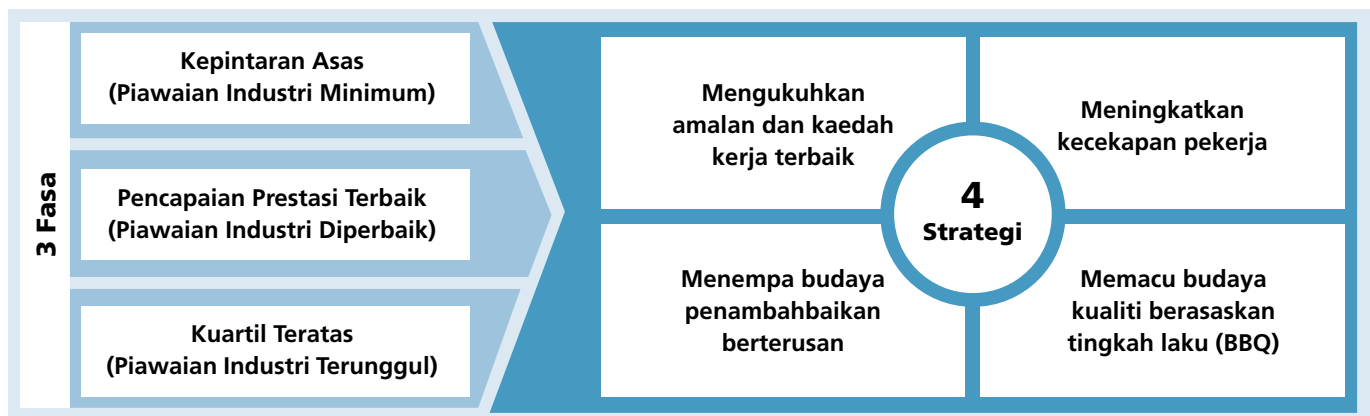 3 Fasa
Kepintaran Asas
(Piawaian Industri Minimum)
Pencapaian Prestasi Terbaik
(Piawaian Industri Diperbaik)
Kuartil Teratas
(Piawaian Industri Terunggul)
Mengukuhkan
amalan dan kaedah
kerja terbaik
Meningkatkan
kecekapan pekerja
4
Strategi
Menempa budaya
penambahbaikan
berterusan
Memacu budaya
kualiti berasaskan
tingkah laku (BBQ)